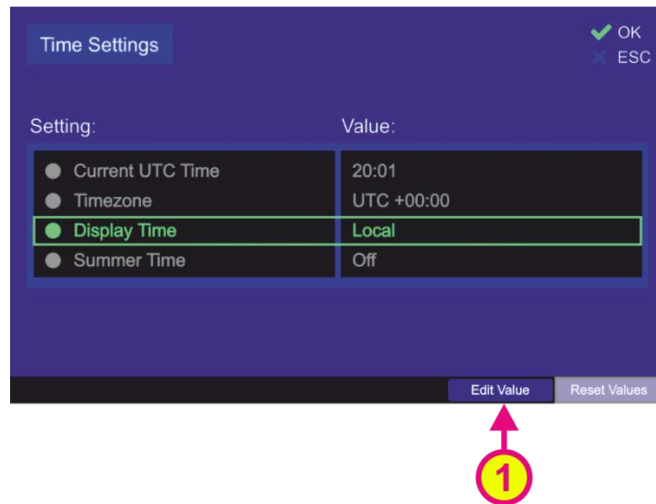 Time Settings
OK
ESC
Setting: Value:
Current UTC Time 20:01
Timezone UTC +00:00
Display Time Local
Summer Time Off
Edit Value Reset Values
1